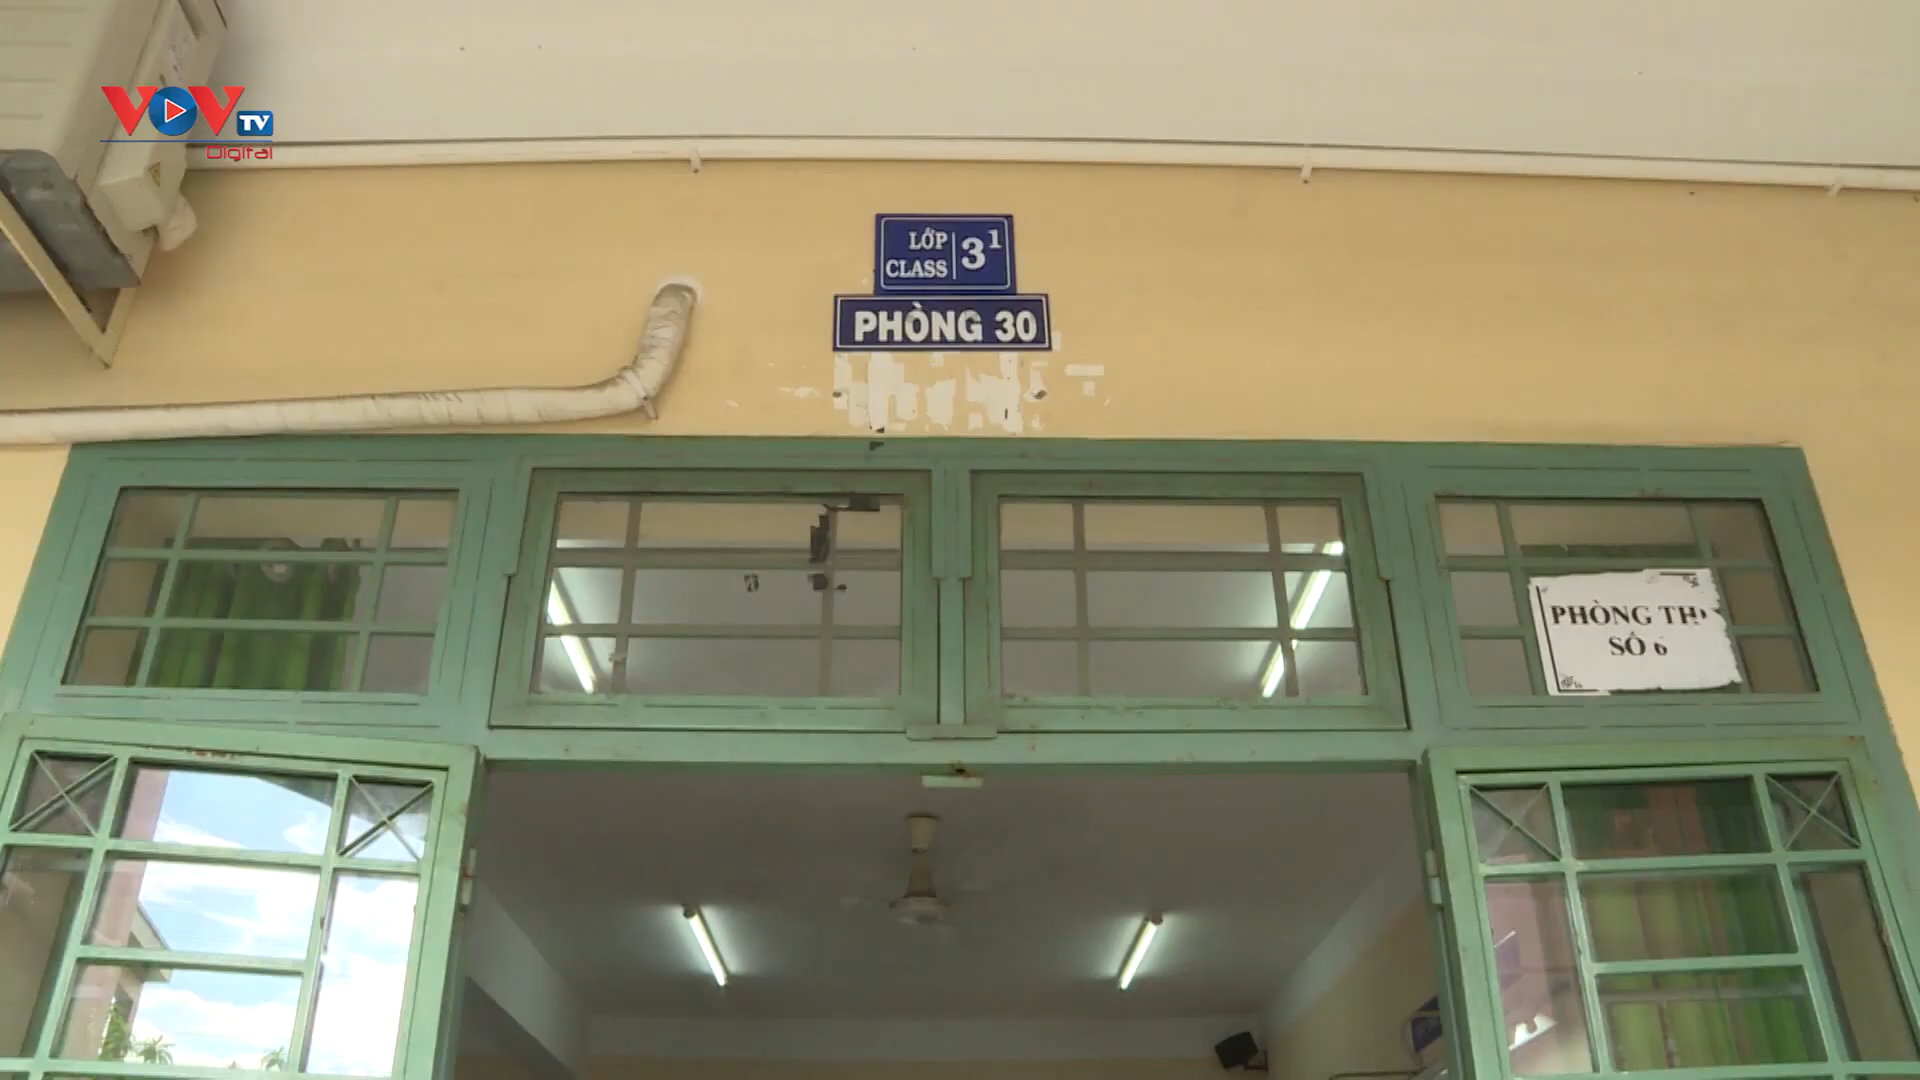 VOV TV
Digital
LỚP
CLASS
3¹
PHÒNG 30
PHÒNG THI
SỐ 6